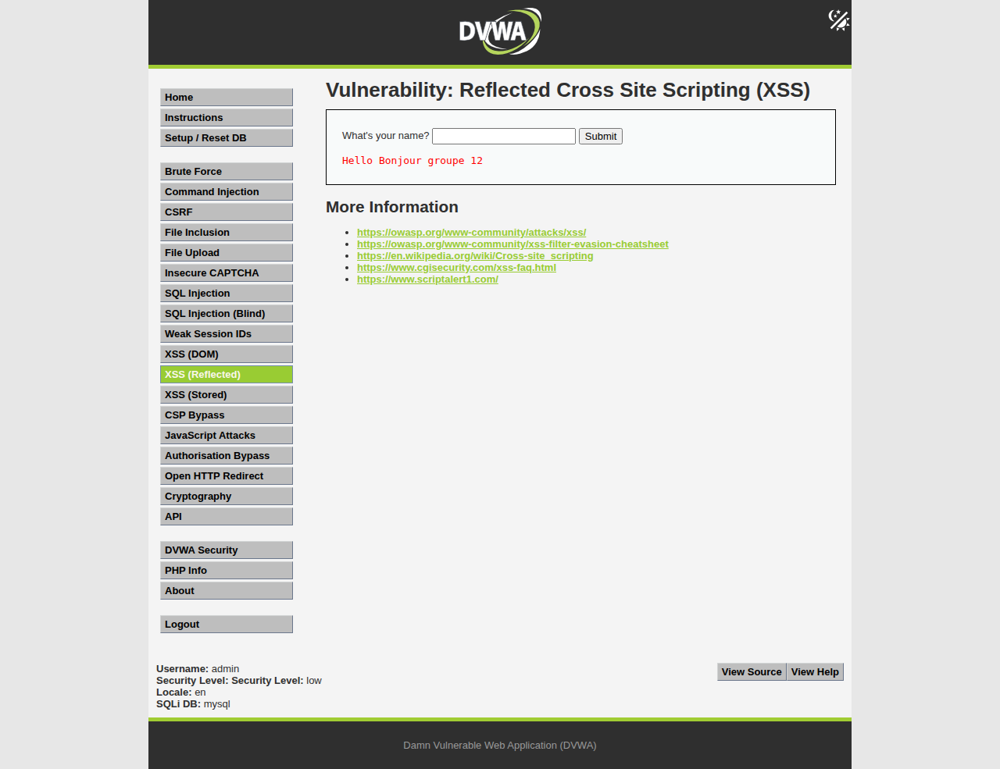 DVWA
Vulnerability: Reflected Cross Site Scripting (XSS)
Home
Instructions
Setup / Reset DB
Brute Force
Command Injection
CSRF
File Inclusion
File Upload
Insecure CAPTCHA
SQL Injection
SQL Injection (Blind)
Weak Session IDs
XSS (DOM)
XSS (Reflected)
XSS (Stored)
CSP Bypass
JavaScript Attacks
Authorisation Bypass
Open HTTP Redirect
Cryptography
API
DVWA Security
PHP Info
About
Logout
What's your name? Submit
Hello Bonjour groupe 12
More Information
https://owasp.org/www-community/attacks/xss/
https://owasp.org/www-community/xss-filter-evasion-cheatsheet
https://en.wikipedia.org/wiki/Cross-site_scripting
https://www.cgisecurity.com/xss-faq.html
https://www.scriptalert1.com/
Username: admin
Security Level: Security Level: low
Locale: en
SQLi DB: mysql
View Source View Help
Damn Vulnerable Web Application (DVWA)